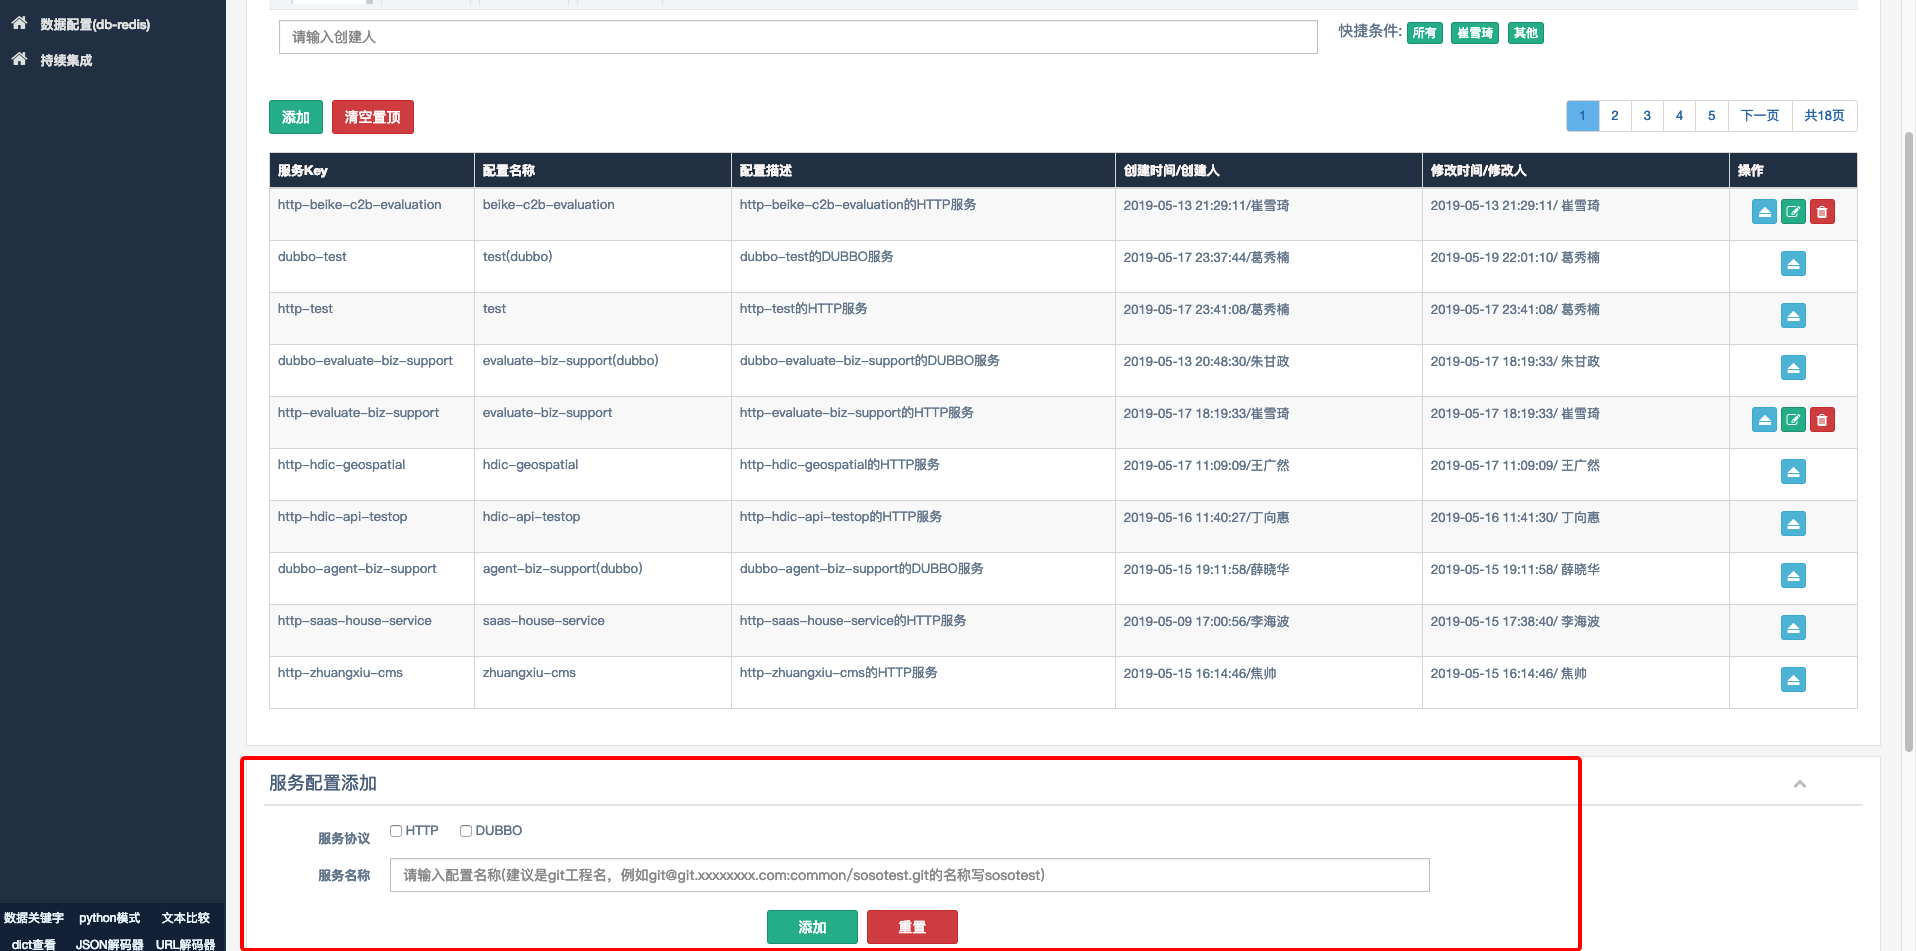 数据配置(db-redis)
持续集成
请输入创建人
快捷条件: 所有 崔雪琦 其他
添加 清空置顶
1 2 3 4 5 下一页 共18页
服务Key 配置名称 配置描述 创建时间/创建人 修改时间/修改人 操作
http-beike-c2b-evaluation beike-c2b-evaluation http-beike-c2b-evaluation的HTTP服务 2019-05-13 21:29:11/崔雪琦 2019-05-13 21:29:11/ 崔雪琦
dubbo-test test(dubbo) dubbo-test的DUBBO服务 2019-05-17 23:37:44/葛秀楠 2019-05-19 22:01:10/ 葛秀楠
http-test test http-test的HTTP服务 2019-05-17 23:41:08/葛秀楠 2019-05-17 23:41:08/ 葛秀楠
dubbo-evaluate-biz-support evaluate-biz-support(dubbo) dubbo-evaluate-biz-support的DUBBO服务 2019-05-13 20:48:30/朱甘政 2019-05-17 18:19:33/ 朱甘政
http-evaluate-biz-support evaluate-biz-support http-evaluate-biz-support的HTTP服务 2019-05-17 18:19:33/崔雪琦 2019-05-17 18:19:33/ 崔雪琦
http-hdic-geospatial hdic-geospatial http-hdic-geospatial的HTTP服务 2019-05-17 11:09:09/王广然 2019-05-17 11:09:09/ 王广然
http-hdic-api-testop hdic-api-testop http-hdic-api-testop的HTTP服务 2019-05-16 11:40:27/丁向惠 2019-05-16 11:41:30/ 丁向惠
dubbo-agent-biz-support agent-biz-support(dubbo) dubbo-agent-biz-support的DUBBO服务 2019-05-15 19:11:58/薛晓华 2019-05-15 19:11:58/ 薛晓华
http-saas-house-service saas-house-service http-saas-house-service的HTTP服务 2019-05-09 17:00:56/李海波 2019-05-15 17:38:40/ 李海波
http-zhuangxiu-cms zhuangxiu-cms http-zhuangxiu-cms的HTTP服务 2019-05-15 16:14:46/焦帅 2019-05-15 16:14:46/ 焦帅
服务配置添加
服务协议 HTTP DUBBO
服务名称 请输入配置名称(建议是git工程名，例如git@git.xxxxxxxx.com:common/sosotest.git的名称写sosotest)
添加 重置
数据关键字 python模式 文本比较
dict查看 JSON解码器 URL解码器